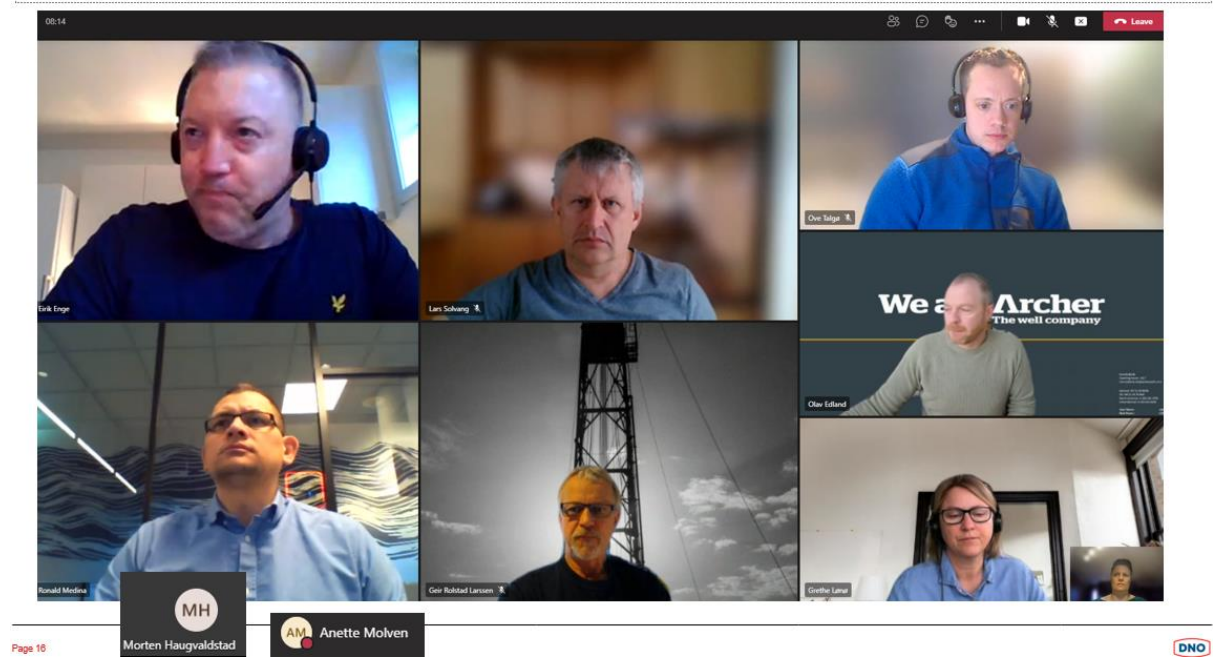 08:14
Leave
Eirik Enge
Lars Solvang
Ove Talgø
We a Archer
The well company
Olav Edland
Ronald Medina
Geir Rolstad Larssen
Grethe Lønø
MH
Morten Haugvaldstad
AM
Anette Molven
Page 16
DNO